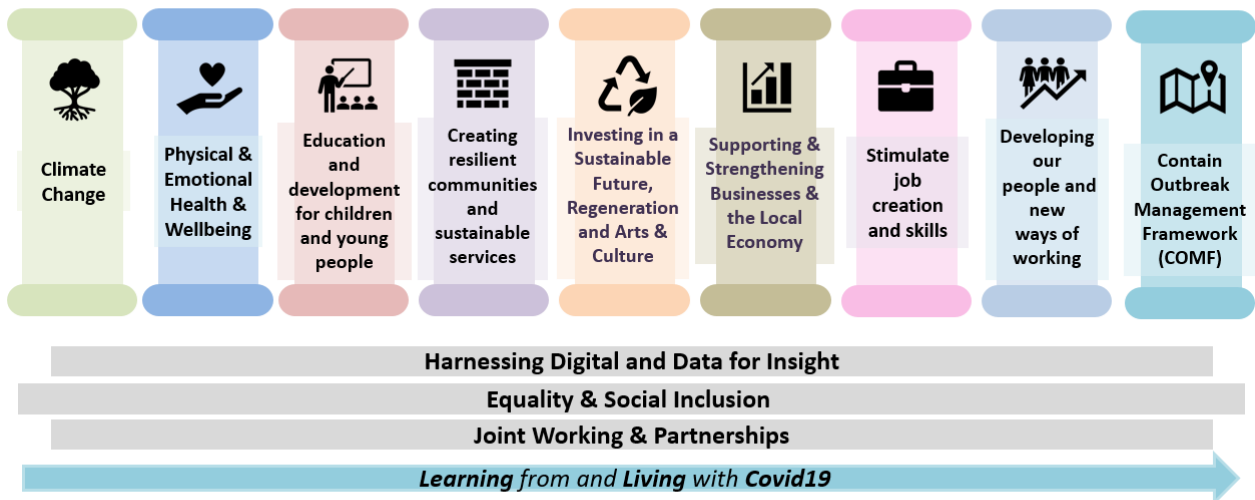 Climate
Change
Physical &
Emotional
Health &
Wellbeing
Education
and
development
for children
and young
people
Creating
resilient
communities
and
sustainable
services
Investing in a
Sustainable
Future,
Regeneration
and Arts &
Culture
Supporting &
Strengthening
Businesses &
the Local
Economy
Stimulate
job
creation
and skills
Developing
our
people and
new
ways of
working
Contain
Outbreak
Management
Framework
(COMF)
Harnessing Digital and Data for Insight
Equality & Social Inclusion
Joint Working & Partnerships
Learning from and Living with Covid19